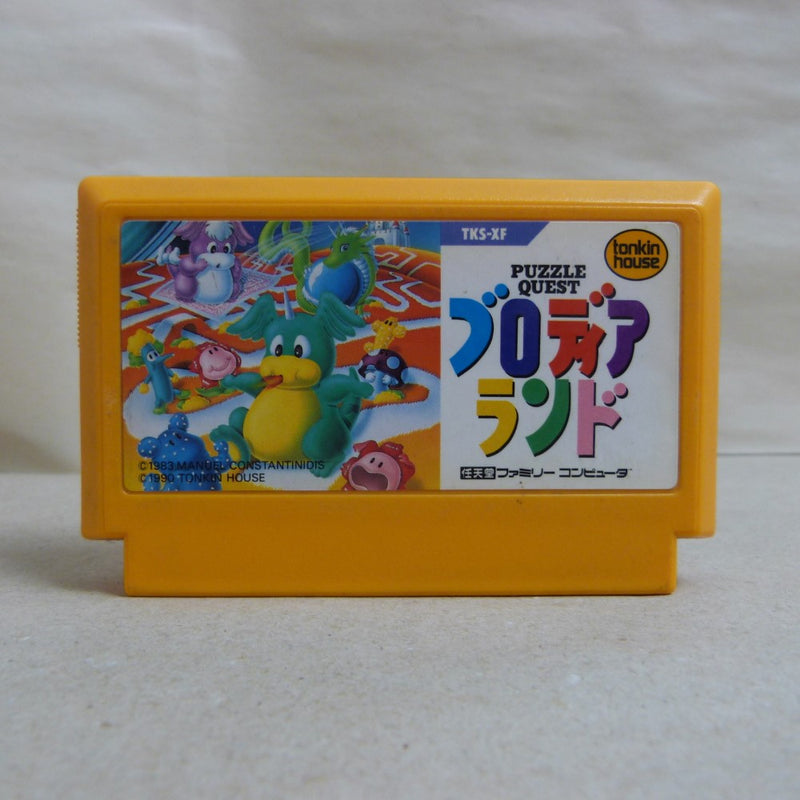 TKS-XF
tonkin
house
PUZZLE
QUEST
ブロディア
ランド
©1983 MANUEL CONSTANTINIDIS
©1990 TONKIN HOUSE
任天堂 ファミリー コンピュータ